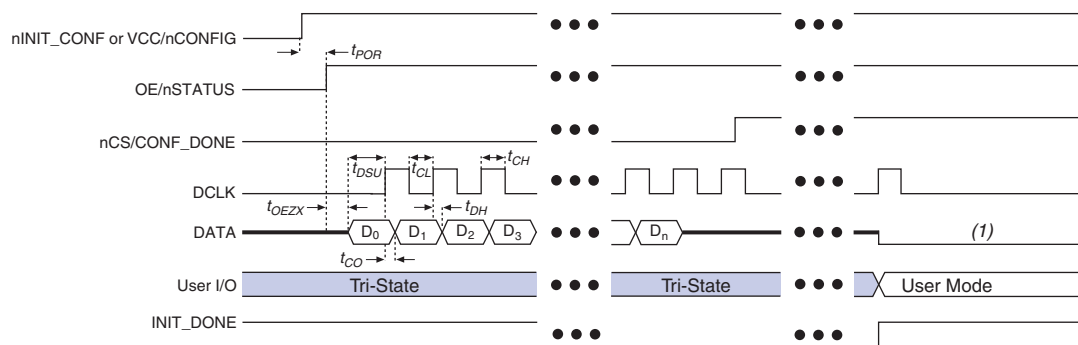 nINIT_CONF or VCC/nCONFIG
tPOR
OE/nSTATUS
nCS/CONF_DONE
tDSU
tCL
tCH
DCLK
tOEZX
tDH
DATA
D0
D1
D2
D3
Dn
(1)
tCO
User I/O
Tri-State
Tri-State
User Mode
INIT_DONE